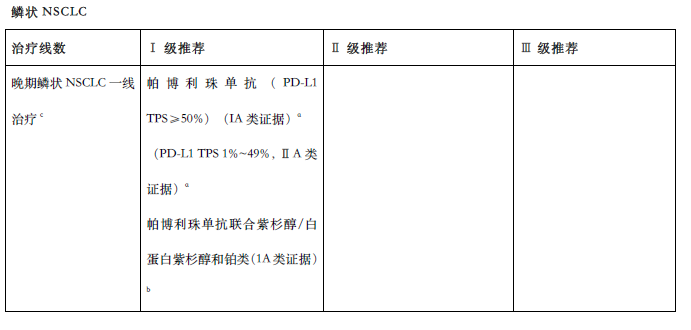 鳞状 NSCLC
治疗线数 Ⅰ 级推荐 Ⅱ 级推荐 Ⅲ 级推荐
晚期鳞状 NSCLC 一线
治疗 c
帕博利珠单抗（PD-L1
TPS≥50%）（IA 类证据）a
（PD-L1 TPS 1%~49%，ⅡA 类
证据）a
帕博利珠单抗联合紫杉醇/白
蛋白紫杉醇和铂类(1A 类证据)
b